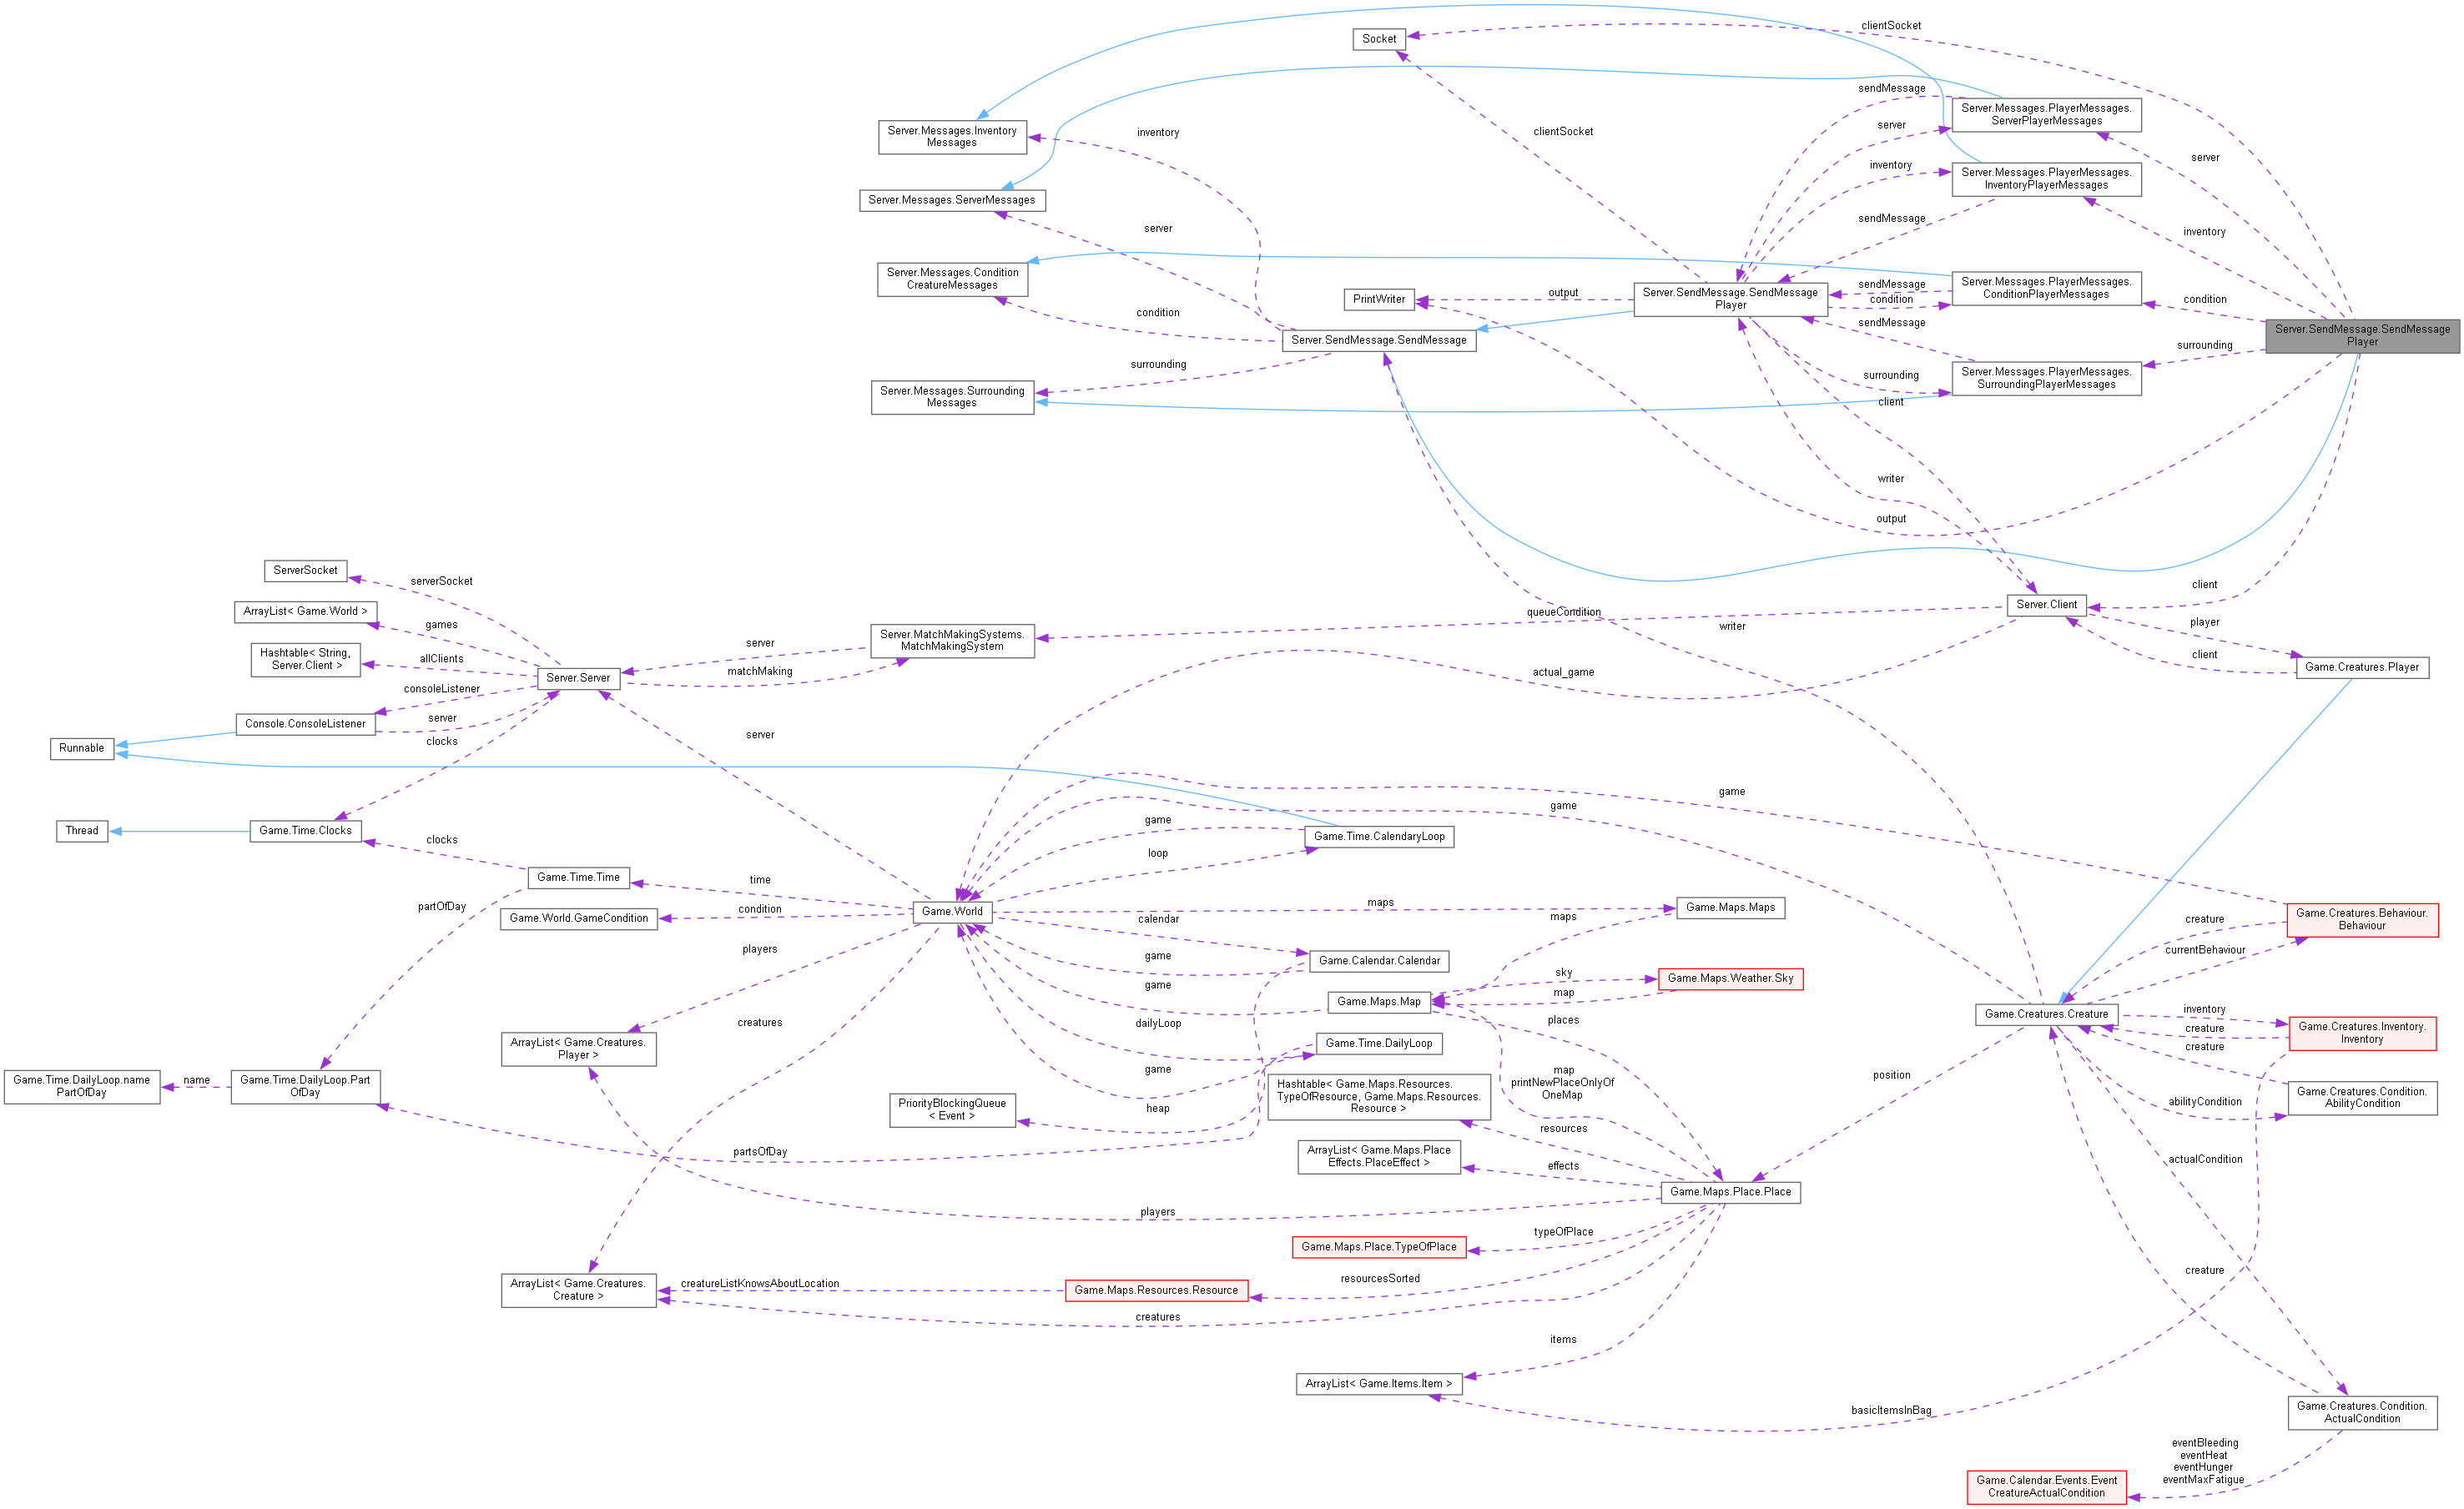 clientSocket
Socket
sendMessage
Server.Messages.PlayerMessages.
ServerPlayerMessages
server
clientSocket
Server.Messages.Inventory
Messages
inventory
server
inventory
Server.Messages.PlayerMessages.
InventoryPlayerMessages
Server.Messages.ServerMessages
server
sendMessage
inventory
Server.Messages.Condition
CreatureMessages
PrintWriter
output
Server.SendMessage.SendMessage
Player
sendMessage
condition
Server.Messages.PlayerMessages.
ConditionPlayerMessages
condition
condition
sendMessage
Server.SendMessage.SendMessage
Player
Server.SendMessage.SendMessage
surrounding
surrounding
surrounding
Server.Messages.PlayerMessages.
SurroundingPlayerMessages
Server.Messages.Surrounding
Messages
client
writer
output
ServerSocket
serverSocket
client
ArrayList< Game.World >
games
queueCondition
writer
Server.Client
player
Hashtable< String,
Server.Client >
allClients
Server.Server
server
matchMaking
Server.MatchMakingSystems.
MatchMakingSystem
actual_game
client
Game.Creatures.Player
consoleListener
Console.ConsoleListener
server
server
Runnable
clocks
game
game
Thread
Game.Time.Clocks
clocks
game
loop
Game.Time.CalendaryLoop
Game.Time.Time
time
partOfDay
Game.World.GameCondition
condition
Game.World
maps
maps
Game.Maps.Maps
calendar
creature
Game.Creatures.Behaviour.
Behaviour
players
game
Game.Calendar.Calendar
currentBehaviour
sky
map
Game.Maps.Weather.Sky
game
Game.Maps.Map
Game.Creatures.Creature
inventory
creature
Game.Creatures.Inventory.
Inventory
creatures
dailyLoop
places
creature
ArrayList< Game.Creatures.
Player >
Game.Time.DailyLoop
game
map
printNewPlaceOnlyOf
OneMap
position
Game.Time.DailyLoop.name
PartOfDay
name
Game.Time.DailyLoop.Part
OfDay
Hashtable< Game.Maps.Resources.
TypeOfResource, Game.Maps.Resources.
Resource >
abilityCondition
Game.Creatures.Condition.
AbilityCondition
PriorityBlockingQueue
< Event >
heap
resources
partsOfDay
ArrayList< Game.Maps.Place
Effects.PlaceEffect >
effects
actualCondition
Game.Maps.Place.Place
players
typeOfPlace
Game.Maps.Place.TypeOfPlace
ArrayList< Game.Creatures.
Creature >
creatureListKnowsAboutLocation
Game.Maps.Resources.Resource
resourcesSorted
creature
creatures
items
ArrayList< Game.Items.Item >
basicItemsInBag
Game.Creatures.Condition.
ActualCondition
eventBleeding
eventHeat
eventHunger
eventMaxFatigue
Game.Calendar.Events.Event
CreatureActualCondition